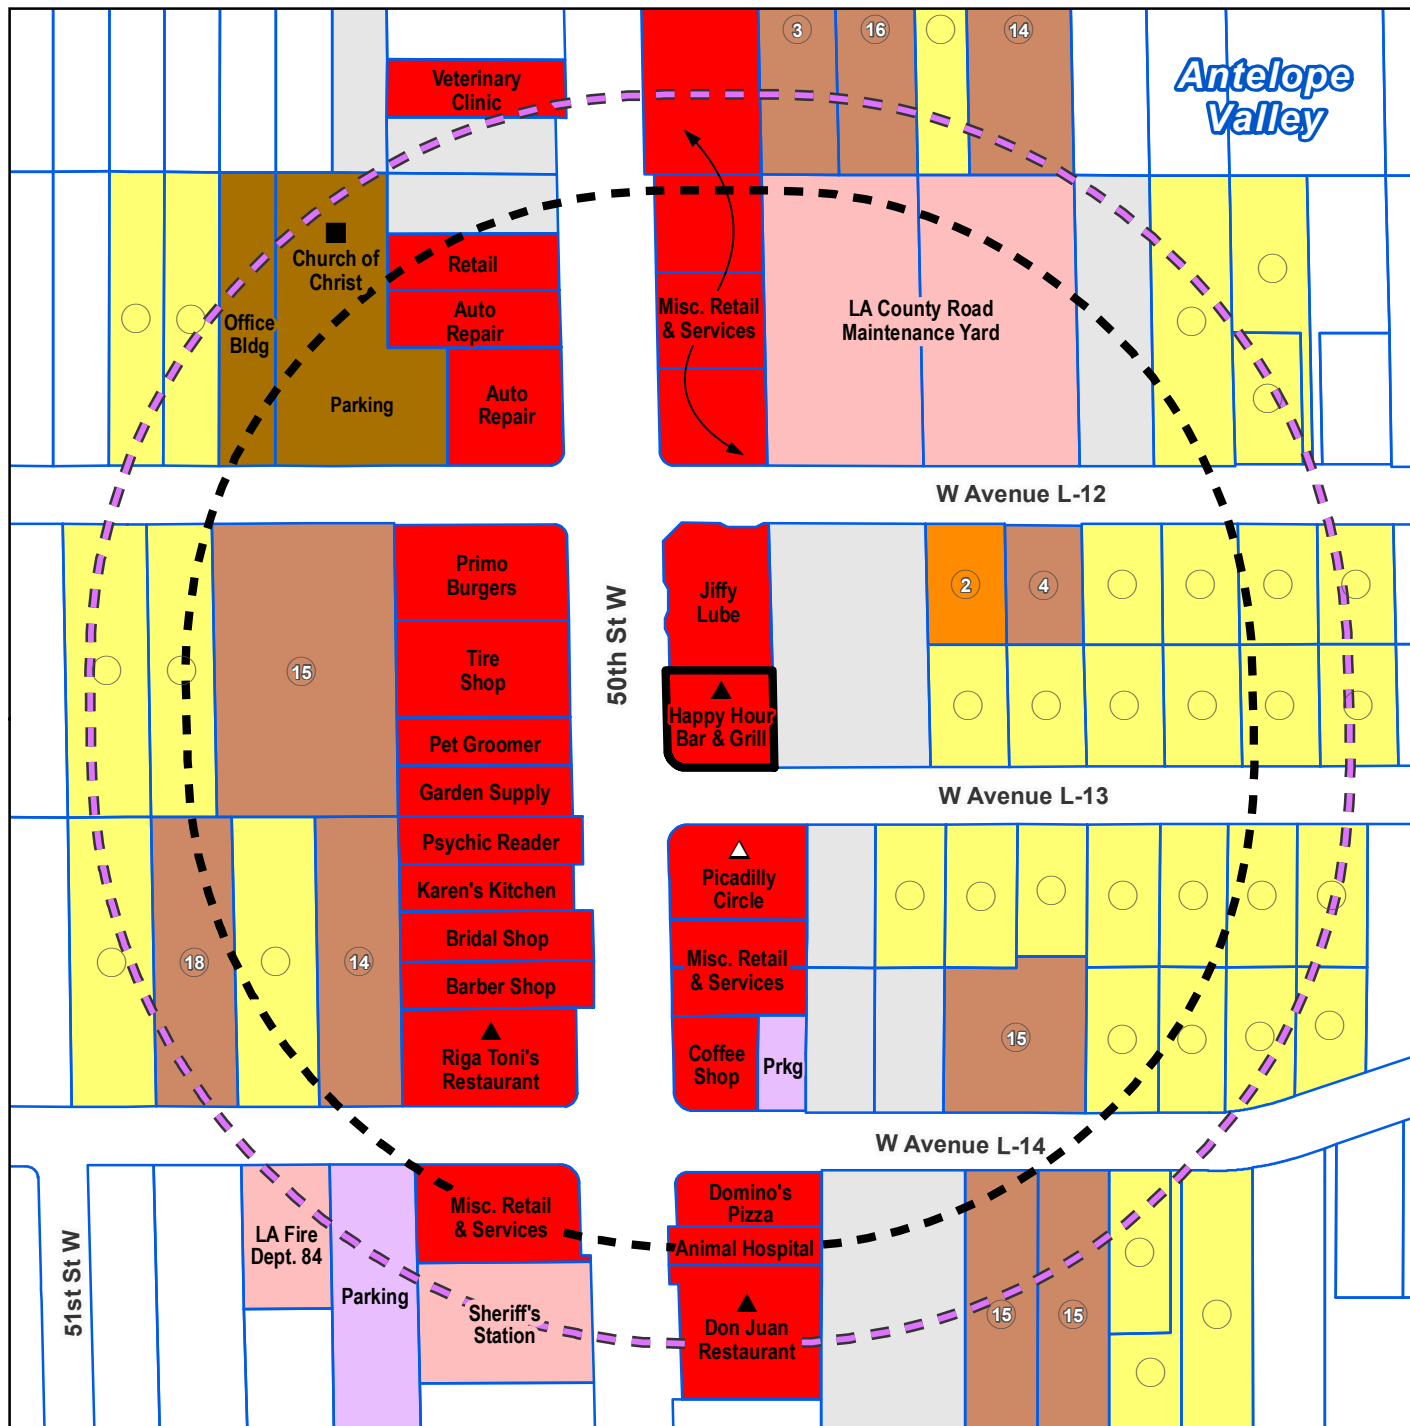 3
16
14
Antelope
Valley
Veterinary
Clinic
Church of
Christ
Retail
Office
Bldg
Auto
Repair
Misc. Retail
& Services
LA County Road
Maintenance Yard
Parking
Auto
Repair
W Avenue L-12
Primo
Burgers
Jiffy
Lube
2
4
50th St W
15
Tire
Shop
Happy Hour
Bar & Grill
Pet Groomer
Garden Supply
W Avenue L-13
Psychic Reader
Karen's Kitchen
Picadilly
Circle
Bridal Shop
18
14
Misc. Retail
& Services
Barber Shop
Riga Toni's
Restaurant
Coffee
Shop
Prkg
15
W Avenue L-14
Misc. Retail
& Services
Domino's
Pizza
LA Fire
Dept. 84
Animal Hospital
51st St W
Parking
Sheriff's
Station
Don Juan
Restaurant
15
15